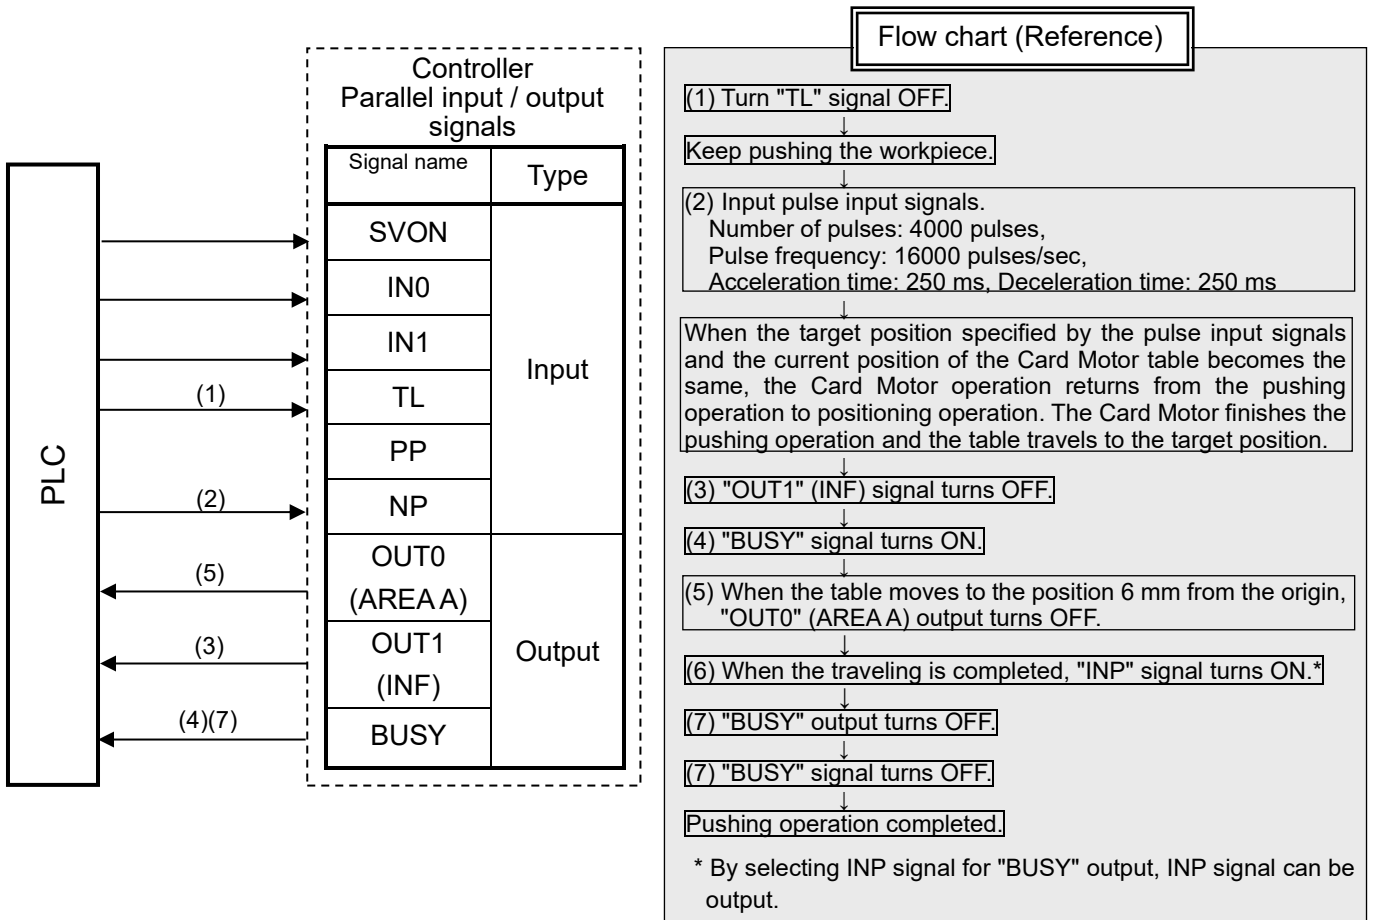 PLC
(1)
(2)
(5)
(3)
(4)(7)
Controller
Parallel input / output
signals
Signal name
Type
SVON
IN0
IN1
TL
PP
NP
Input
OUT0
(AREA A)
OUT1
(INF)
BUSY
Output
Flow chart (Reference)
(1) Turn "TL" signal OFF.
↓
Keep pushing the workpiece.
↓
(2) Input pulse input signals.
Number of pulses: 4000 pulses,
Pulse frequency: 16000 pulses/sec,
Acceleration time: 250 ms, Deceleration time: 250 ms
↓
When the target position specified by the pulse input signals
and the current position of the Card Motor table becomes the
same, the Card Motor operation returns from the pushing
operation to positioning operation. The Card Motor finishes the
pushing operation and the table travels to the target position.
↓
(3) "OUT1" (INF) signal turns OFF.
↓
(4) "BUSY" signal turns ON.
↓
(5) When the table moves to the position 6 mm from the origin,
"OUT0" (AREA A) output turns OFF.
↓
(6) When the traveling is completed, "INP" signal turns ON.*
↓
(7) "BUSY" output turns OFF.
↓
(7) "BUSY" signal turns OFF.
↓
Pushing operation completed.
* By selecting INP signal for "BUSY" output, INP signal can be
output.